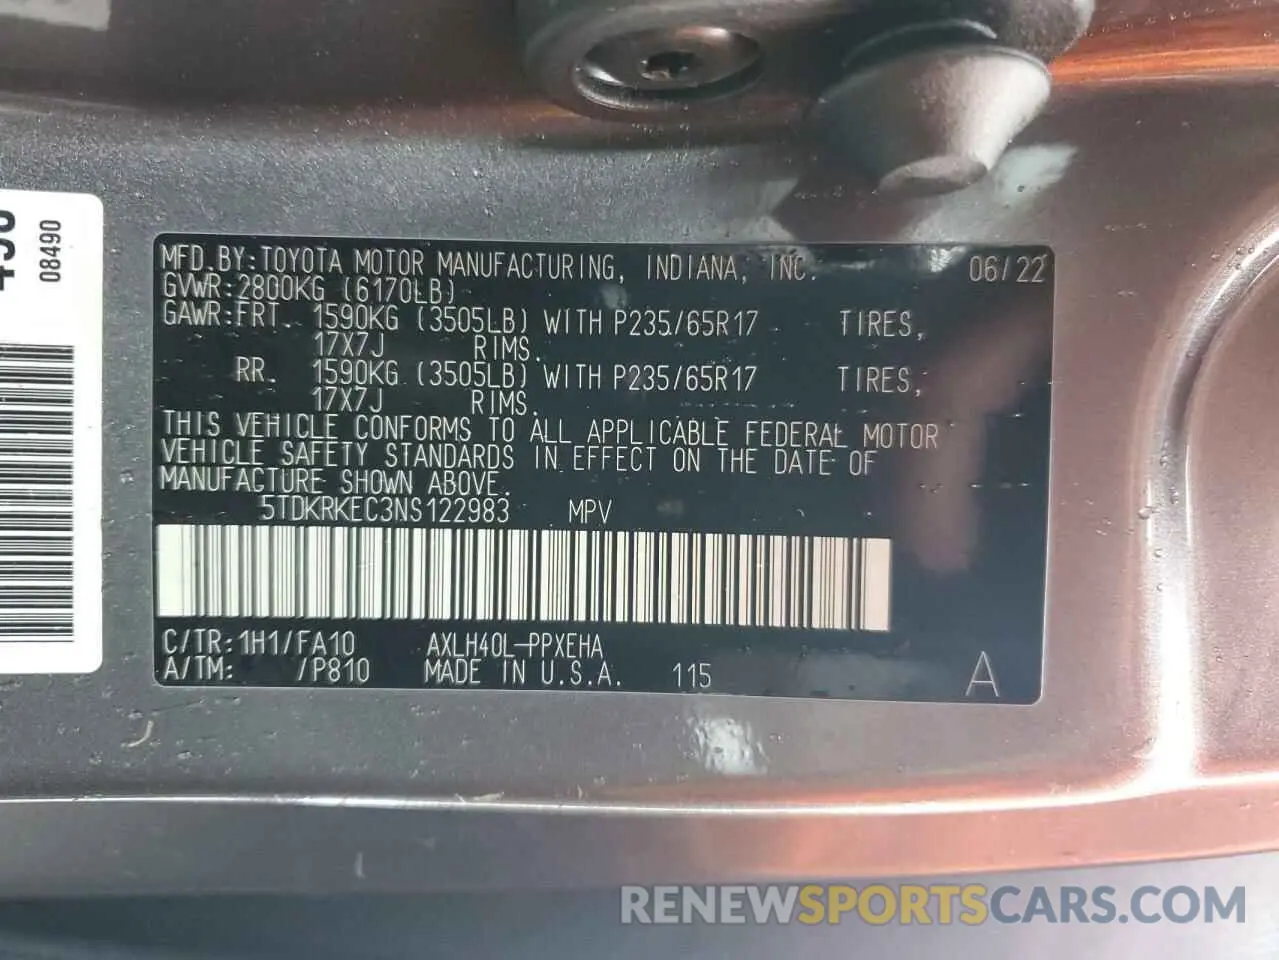 08490
MFD.BY:TOYOTA MOTOR MANUFACTURING, INDIANA, INC. 06/22
GVWR:2800KG (6170LB)
GAWR:FRT. 1590KG (3505LB) WITH P235/65R17 TIRES,
17X7J RIMS.
RR. 1590KG (3505LB) WITH P235/65R17 TIRES,
17X7J RIMS.
THIS VEHICLE CONFORMS TO ALL APPLICABLE FEDERAL MOTOR
VEHICLE SAFETY STANDARDS IN EFFECT ON THE DATE OF
MANUFACTURE SHOWN ABOVE.
5TDKRKEC3NS122983 MPV
C/TR:1H1/FA10 AXLH40L-PPXEHA
A/TM: /P810 MADE IN U.S.A. 115 A
RENEWSPORTSCARS.COM